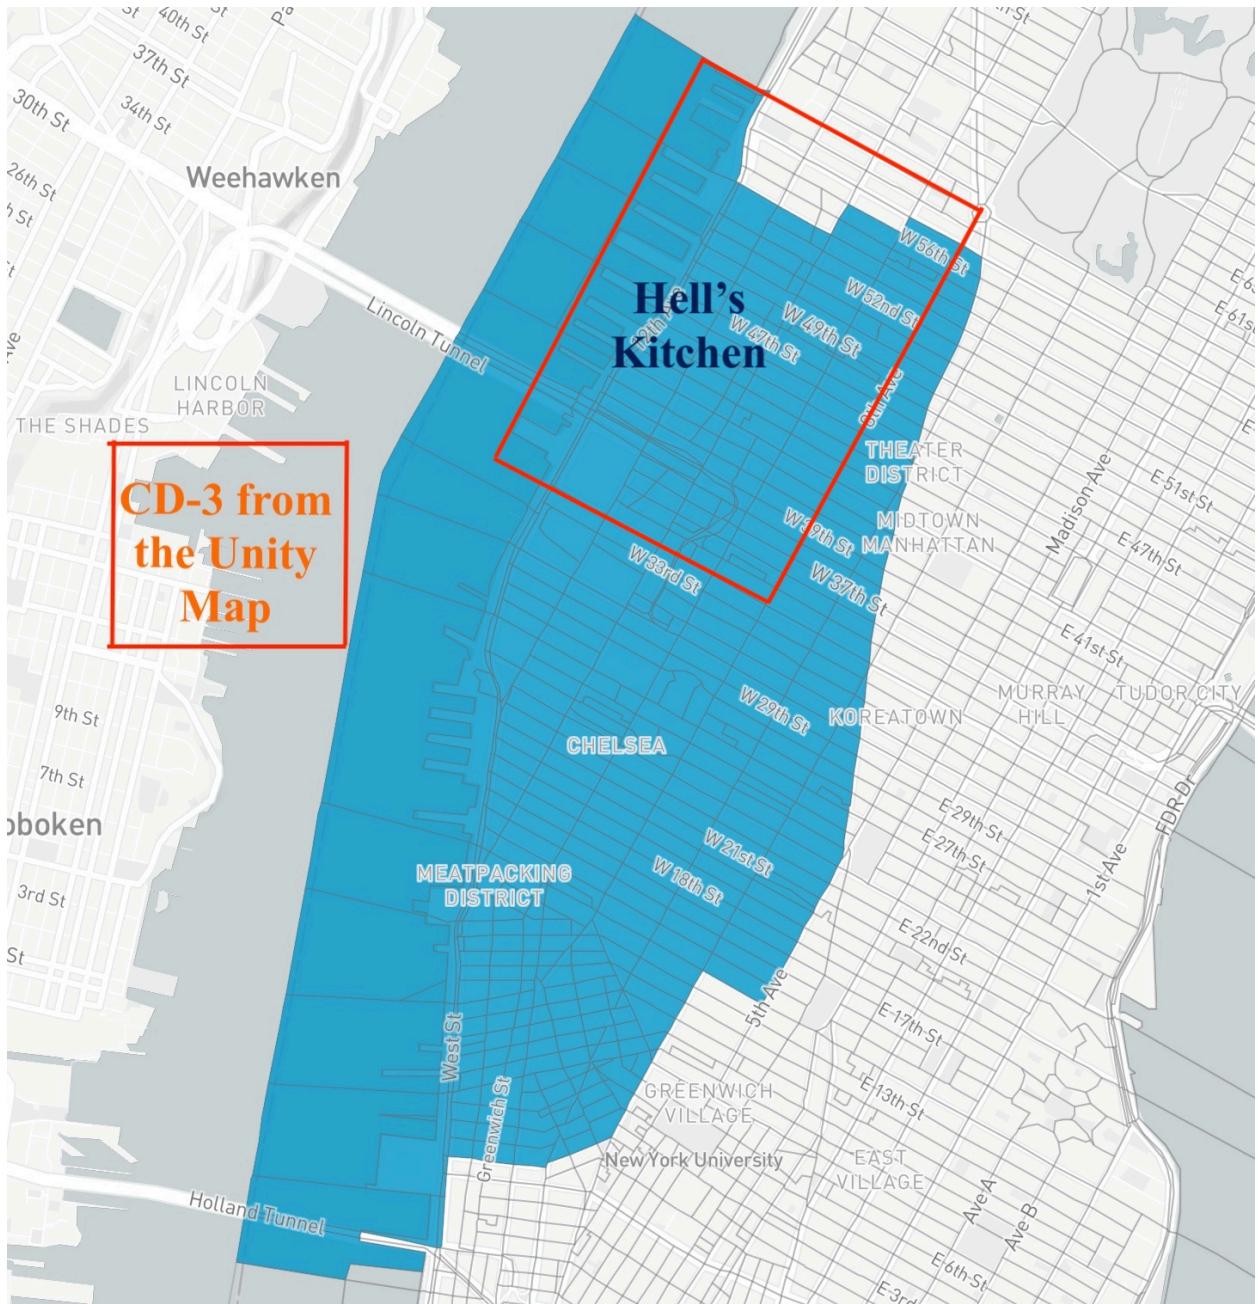 40th St
37th St
34th St
30th St
26th St
Weehawken
Lincoln Tunnel
LINCOLN
HARBOR
THE SHADES
CD-3 from
the Unity
Map
Hell's
Kitchen
W 56th St
W 52nd St
W 49th St
W 47th St
THEATER
DISTRICT
MIDTOWN
MANHATTAN
W 39th St
W 37th St
W 33rd St
Madison Ave
E 51st St
E 47th St
E 41st St
MURRAY
HILL
TUDOR CITY
KOREATOWN
W 29th St
CHELSEA
9th St
7th St
oboken
3rd St
St
MEATPACKING
DISTRICT
W 21st St
W 18th St
E 29th St
E 27th St
FDR Dr
1st Ave
E 22nd St
5th Ave
E 17th St
E 13th St
West St
Greenwich St
GREENWICH
VILLAGE
New York University
EAST
VILLAGE
Ave A
Ave B
Holland Tunnel
E 6th St
E 3rd